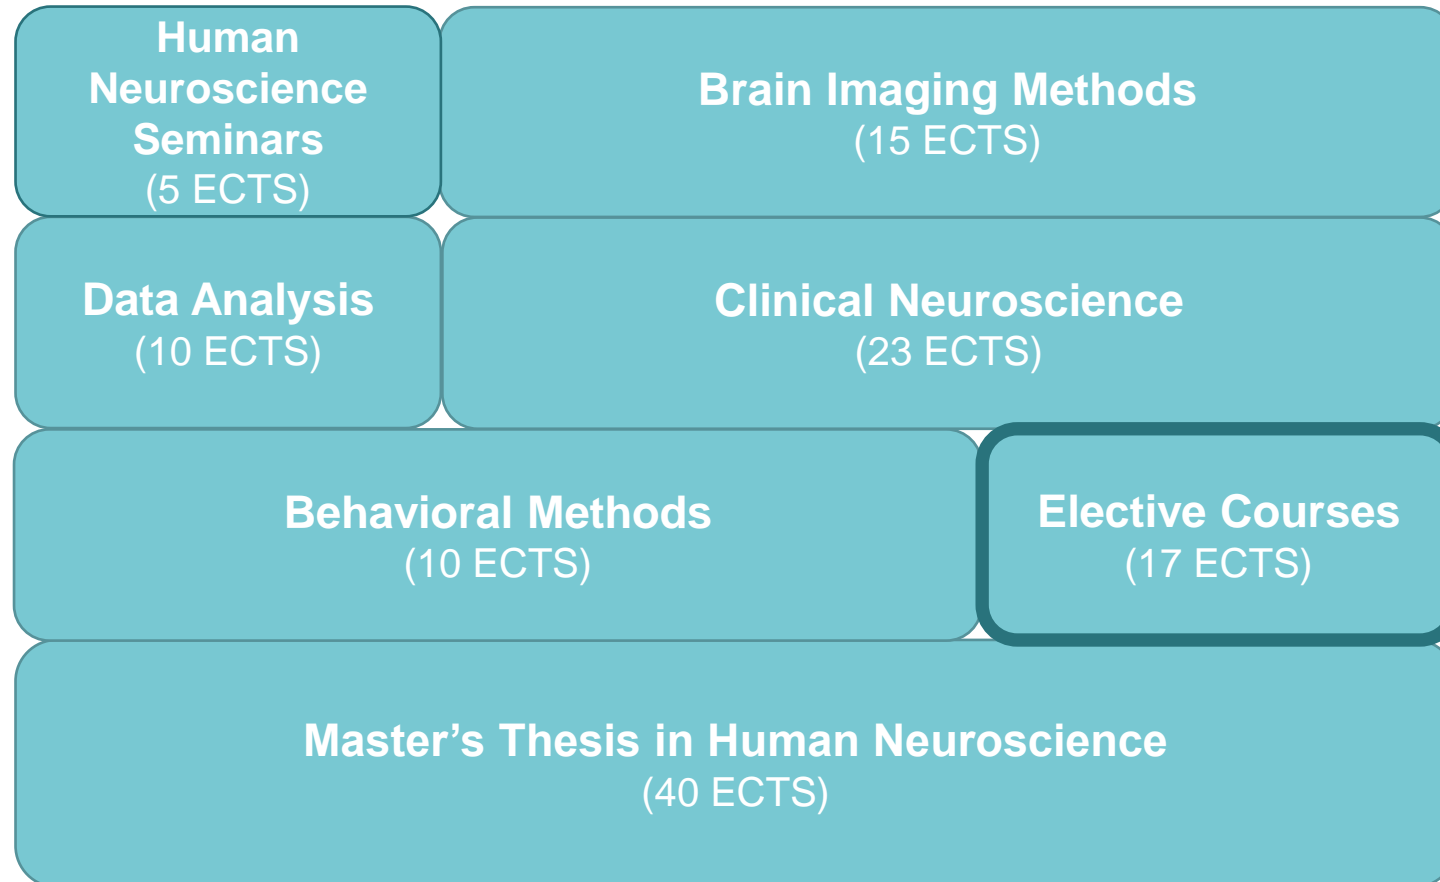 Human
Neuroscience
Seminars
(5 ECTS)
Brain Imaging Methods
(15 ECTS)
Data Analysis
(10 ECTS)
Clinical Neuroscience
(23 ECTS)
Behavioral Methods
(10 ECTS)
Elective Courses
(17 ECTS)
Master’s Thesis in Human Neuroscience
(40 ECTS)